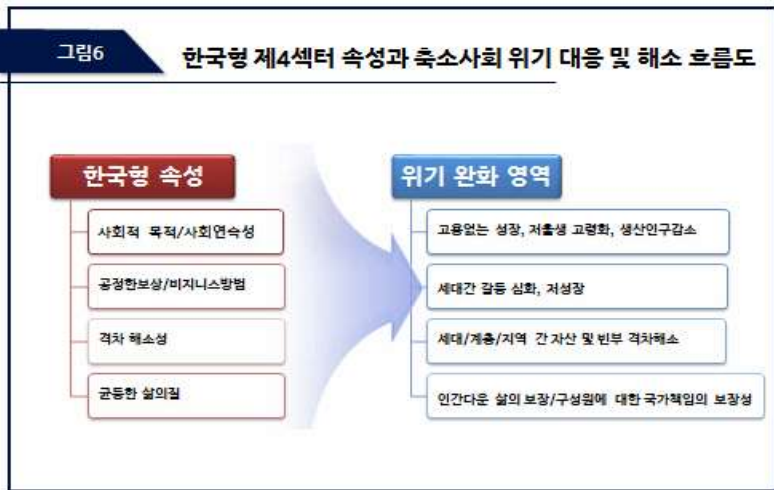 그림6
한국형 제4섹터 속성과 축소사회 위기 대응 및 해소 흐름도
한국형 속성
사회적 목적/사회연속성
공정한보상/비지니스방법
격차 해소성
균등한 삶의질
위기 완화 영역
고용없는 성장, 저출생 고령화, 생산인구감소
세대간 갈등 심화, 저성장
세대/계층/지역 간 자산 및 빈부 격차해소
인간다운 삶의 보장/구성원에 대한 국가책임의 보장성